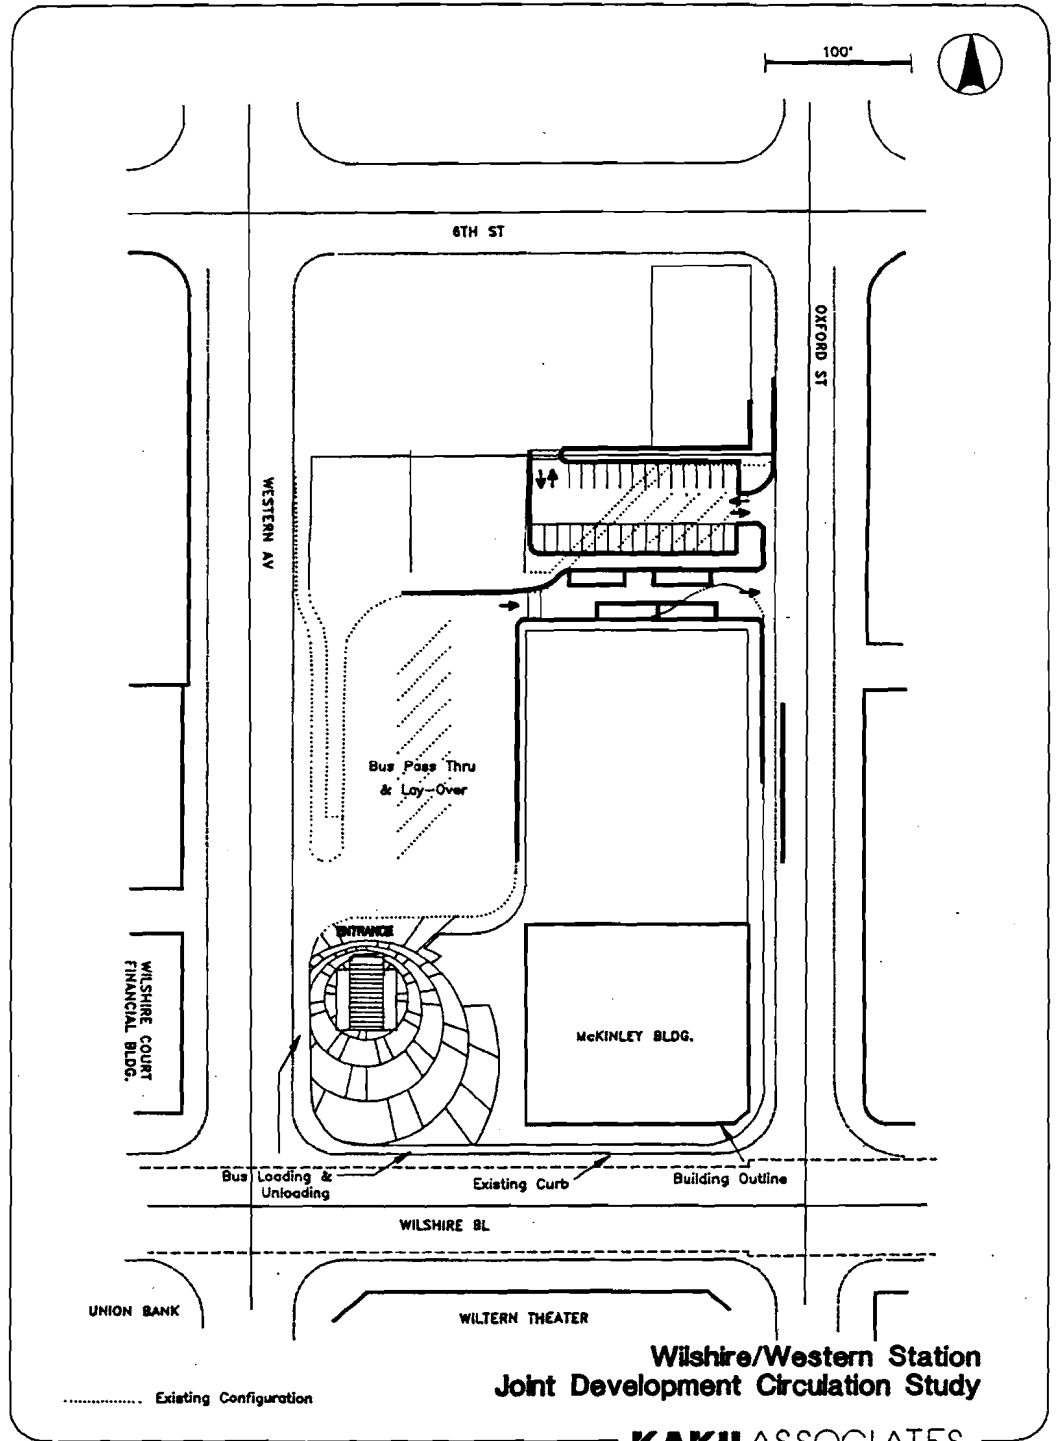 100'
6TH ST
OXFORD ST
WESTERN AV
Bus Pass Thru
& Lay-Over
ENTRANCE
WILSHIRE COURT
FINANCIAL BLDG.
McKINLEY BLDG.
Bus Loading &
Unloading
Existing Curb
Building Outline
WILSHIRE BL
UNION BANK
WILTERN THEATER
Wilshire/Western Station
Joint Development Circulation Study
Existing Configuration
KAKU ASSOCIATES